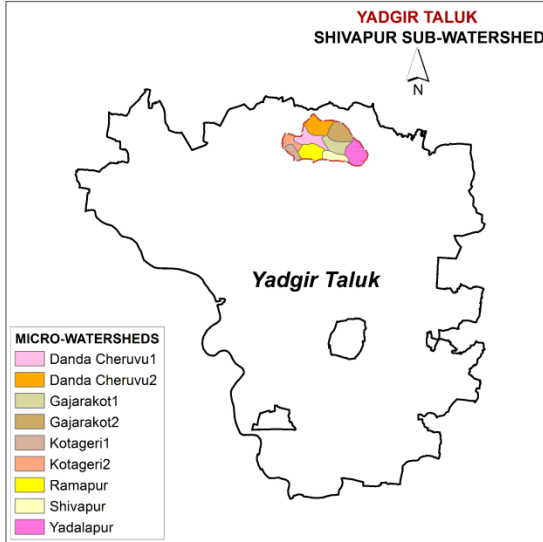 YADGIR TALUK
SHIVAPUR SUB-WATERSHED
N
Yadgir Taluk
MICRO-WATERSHEDS
Danda Cheruvu1
Danda Cheruvu2
Gajarakot1
Gajarakot2
Kotageri1
Kotageri2
Ramapur
Shivapur
Yadalapur